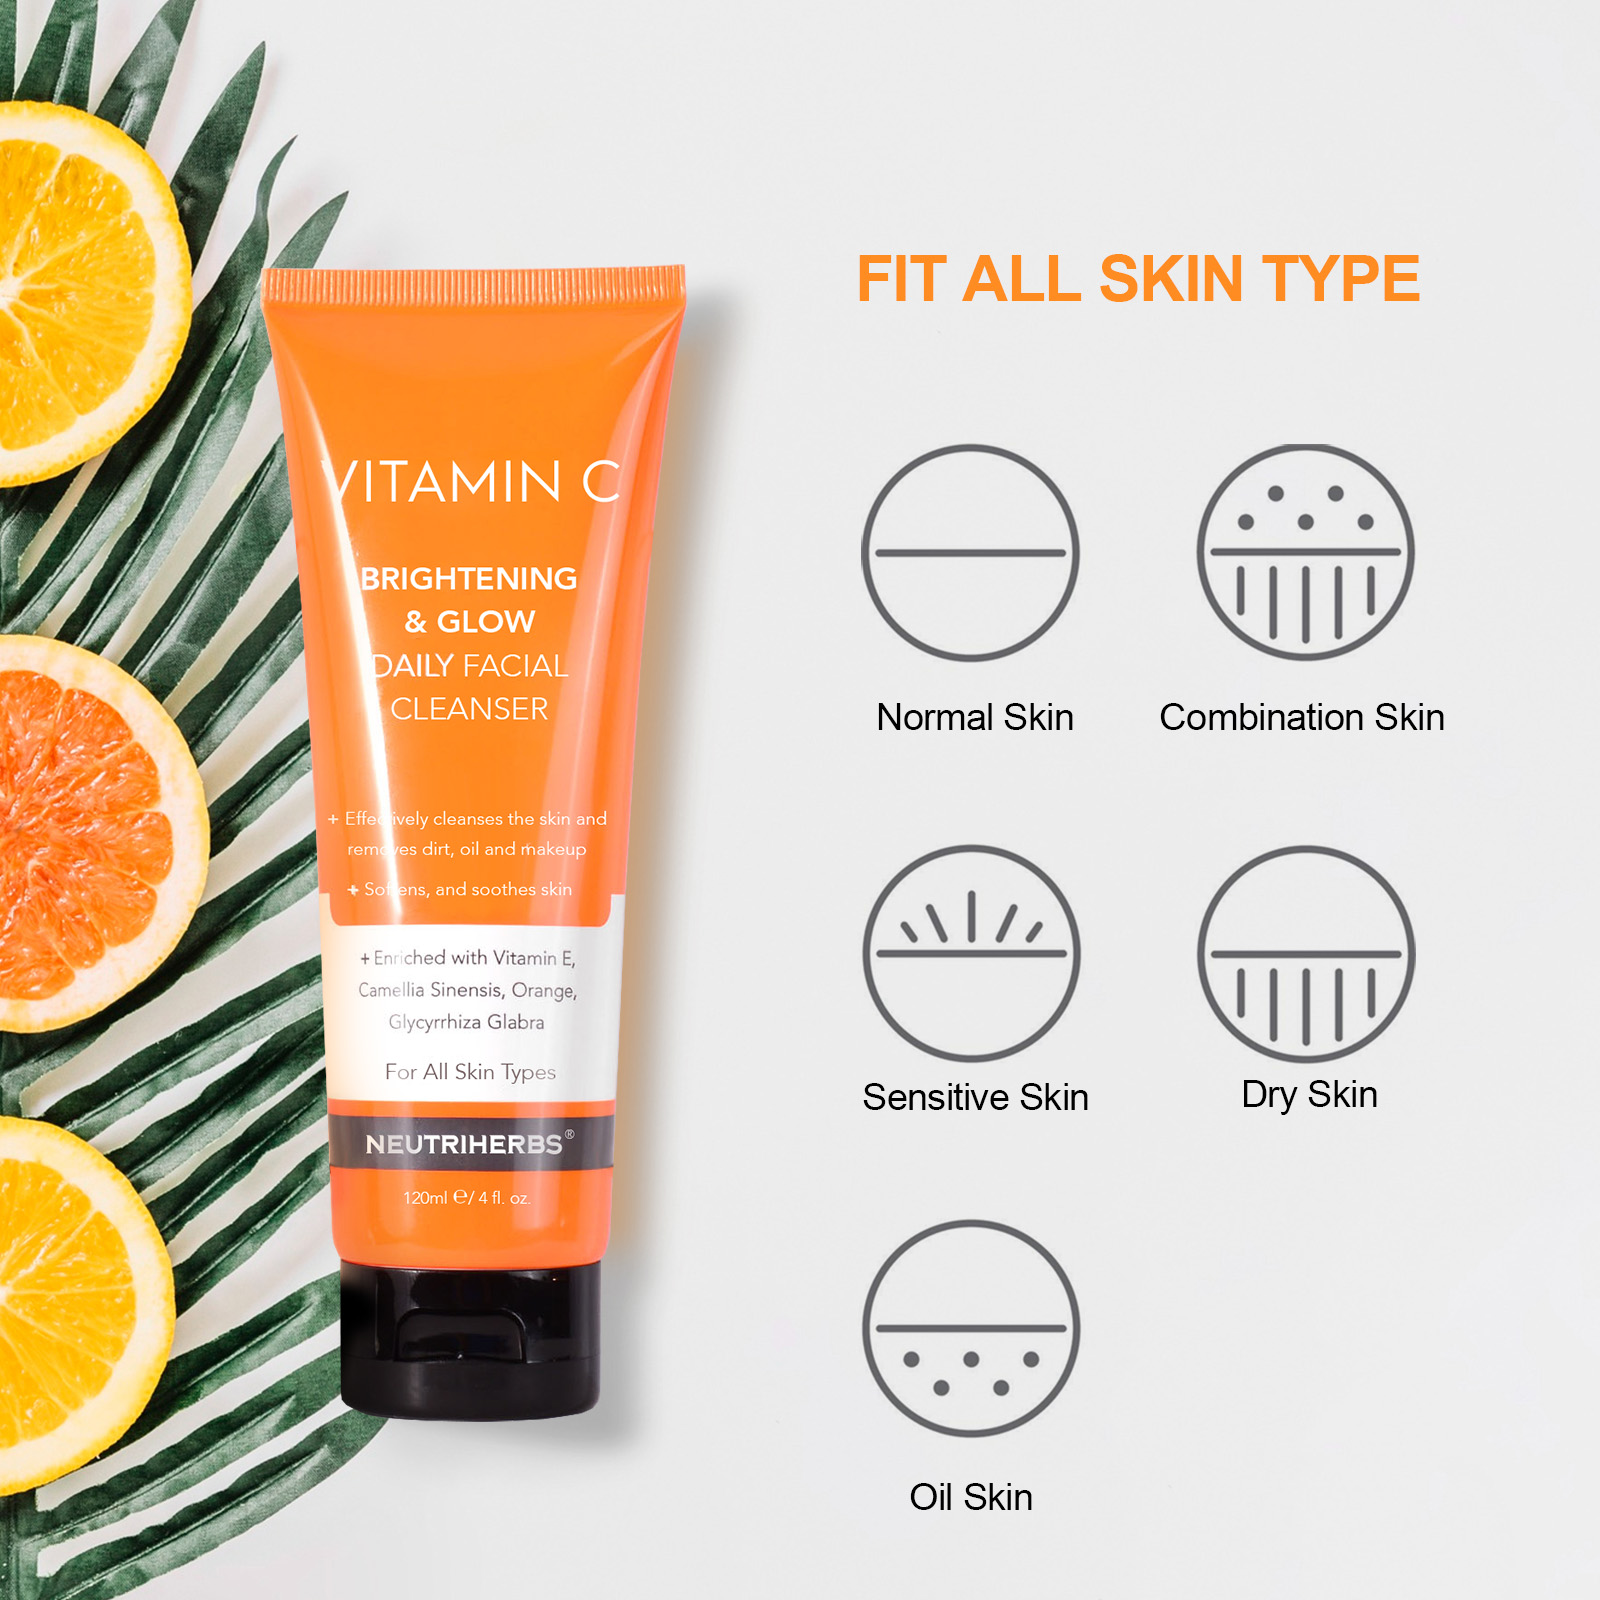 FIT ALL SKIN TYPE
VITAMIN C
BRIGHTENING
& GLOW
DAILY FACIAL
CLEANSER
+ Effectively cleanses the skin and
removes dirt, oil and makeup
+ Softens, and soothes skin
+ Enriched with Vitamin E,
Camellia Sinensis, Orange,
Glycyrrhiza Glabra
For All Skin Types
NEUTRIHERBS®
120ml ℮/ 4 fl. oz.
Normal Skin
Combination Skin
Sensitive Skin
Dry Skin
Oil Skin